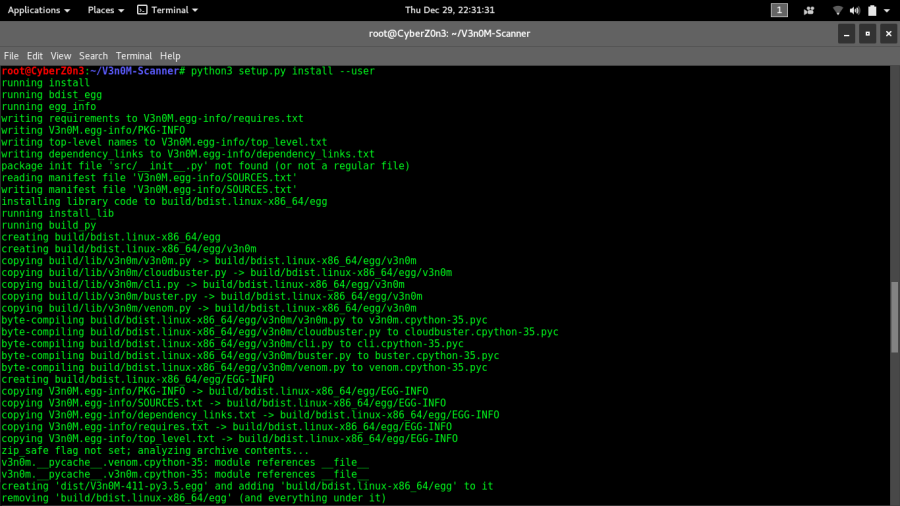 Applications Places Terminal Thu Dec 29, 22:31:31 1
root@CyberZ0n3: ~/V3n0M-Scanner
File Edit View Search Terminal Help
root@CyberZ0n3:~/V3n0M-Scanner# python3 setup.py install --user
running install
running bdist_egg
running egg_info
writing requirements to V3n0M.egg-info/requires.txt
writing V3n0M.egg-info/PKG-INFO
writing top-level names to V3n0M.egg-info/top_level.txt
writing dependency_links to V3n0M.egg-info/dependency_links.txt
package init file 'src/__init__.py' not found (or not a regular file)
reading manifest file 'V3n0M.egg-info/SOURCES.txt'
writing manifest file 'V3n0M.egg-info/SOURCES.txt'
installing library code to build/bdist.linux-x86_64/egg
running install_lib
running build_py
creating build/bdist.linux-x86_64/egg
creating build/bdist.linux-x86_64/egg/v3n0m
copying build/lib/v3n0m/v3n0m.py -> build/bdist.linux-x86_64/egg/v3n0m
copying build/lib/v3n0m/cloudbuster.py -> build/bdist.linux-x86_64/egg/v3n0m
copying build/lib/v3n0m/cli.py -> build/bdist.linux-x86_64/egg/v3n0m
copying build/lib/v3n0m/buster.py -> build/bdist.linux-x86_64/egg/v3n0m
copying build/lib/v3n0m/venom.py -> build/bdist.linux-x86_64/egg/v3n0m
byte-compiling build/bdist.linux-x86_64/egg/v3n0m/v3n0m.py to v3n0m.cpython-35.pyc
byte-compiling build/bdist.linux-x86_64/egg/v3n0m/cloudbuster.py to cloudbuster.cpython-35.pyc
byte-compiling build/bdist.linux-x86_64/egg/v3n0m/cli.py to cli.cpython-35.pyc
byte-compiling build/bdist.linux-x86_64/egg/v3n0m/buster.py to buster.cpython-35.pyc
byte-compiling build/bdist.linux-x86_64/egg/v3n0m/venom.py to venom.cpython-35.pyc
creating build/bdist.linux-x86_64/egg/EGG-INFO
copying V3n0M.egg-info/PKG-INFO -> build/bdist.linux-x86_64/egg/EGG-INFO
copying V3n0M.egg-info/SOURCES.txt -> build/bdist.linux-x86_64/egg/EGG-INFO
copying V3n0M.egg-info/dependency_links.txt -> build/bdist.linux-x86_64/egg/EGG-INFO
copying V3n0M.egg-info/requires.txt -> build/bdist.linux-x86_64/egg/EGG-INFO
copying V3n0M.egg-info/top_level.txt -> build/bdist.linux-x86_64/egg/EGG-INFO
zip_safe flag not set; analyzing archive contents...
v3n0m.__pycache__.venom.cpython-35: module references __file__
v3n0m.__pycache__.v3n0m.cpython-35: module references __file__
creating 'dist/V3n0M-411-py3.5.egg' and adding 'build/bdist.linux-x86_64/egg' to it
removing 'build/bdist.linux-x86_64/egg' (and everything under it)